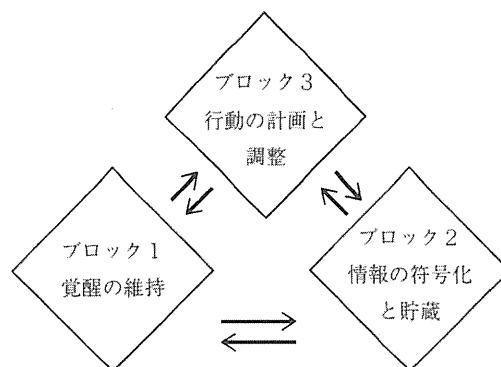 ブロック3
行動の計画と
調整
ブロック1
覚醒の維持
ブロック2
情報の符号化
と貯蔵